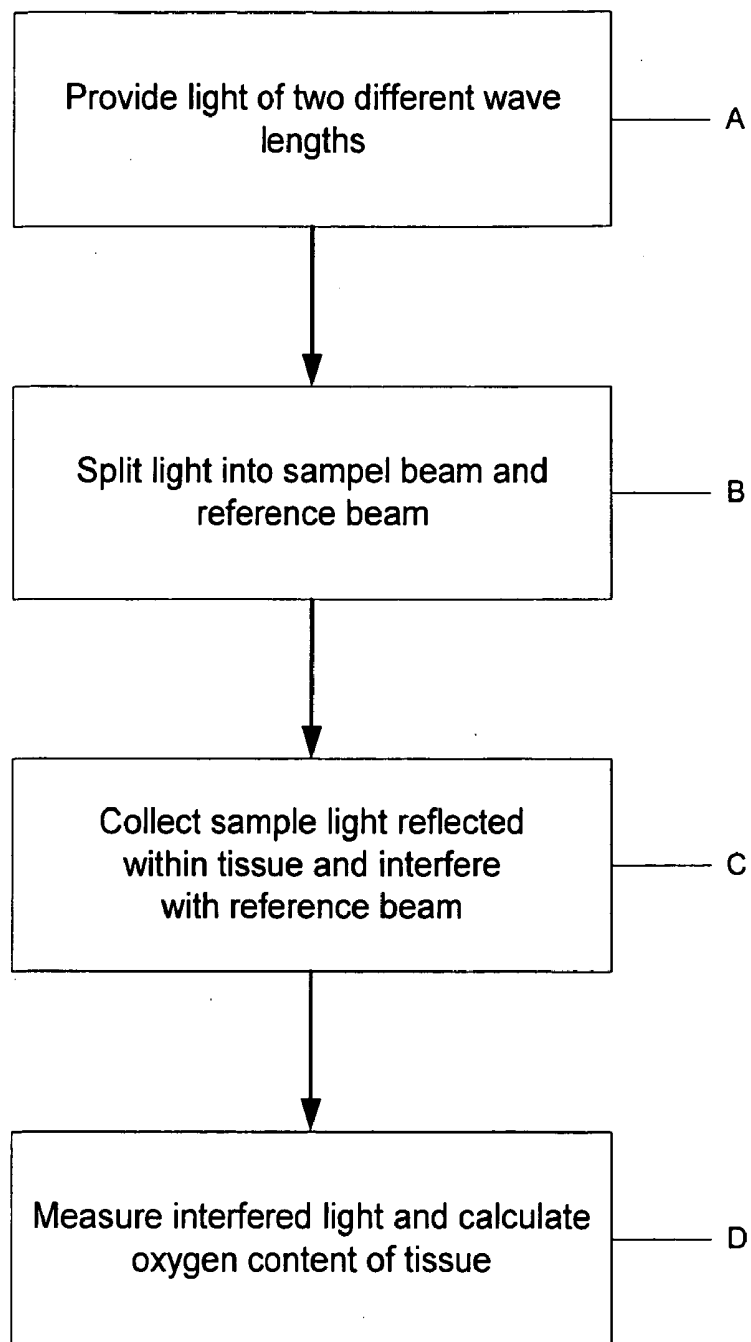 Provide light of two different wave
lengths
A
Split light into sampel beam and
reference beam
B
Collect sample light reflected
within tissue and interfere
with reference beam
C
Measure interfered light and calculate
oxygen content of tissue
D